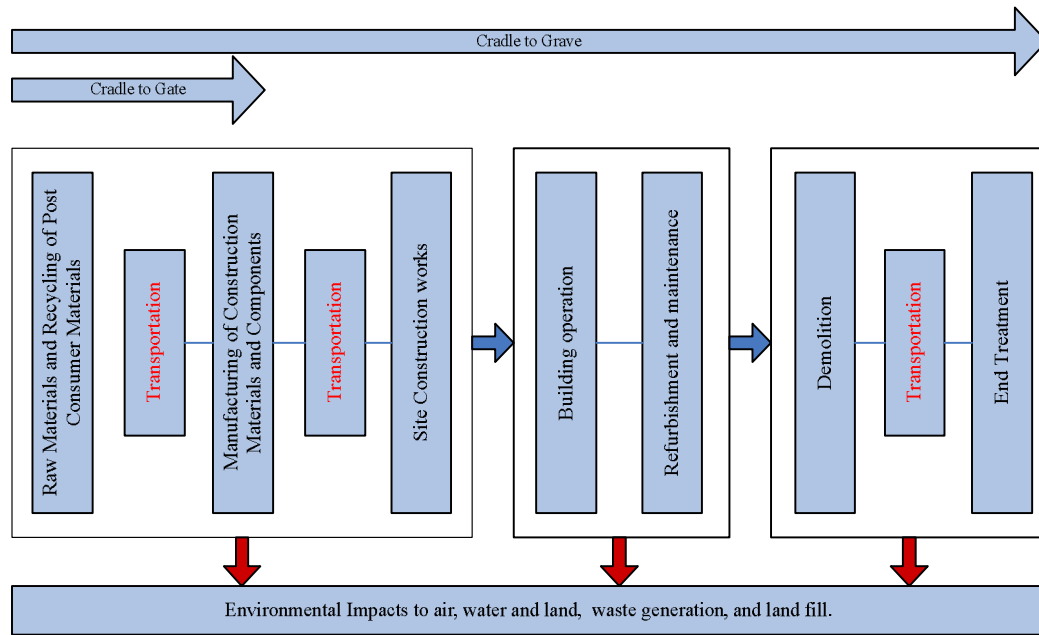 Cradle to Grave
Cradle to Gate
Raw Materials and Recycling of Post
Consumer Materials
Transportation
Manufacturing of Construction
Materials and Components
Transportation
Site Construction works
Building operation
Refurbishment and maintenance
Demolition
Transportation
End Treatment
Environmental Impacts to air, water and land, waste generation, and land fill.